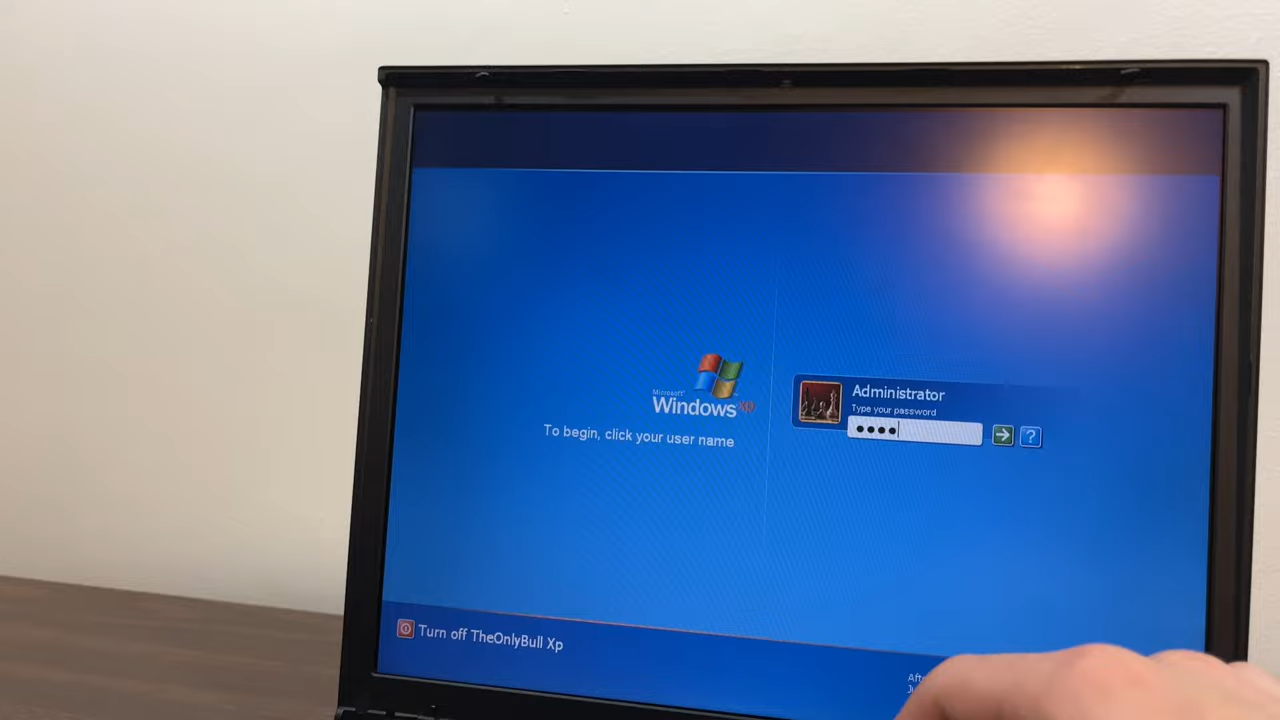 Microsoft
Windows xp
To begin, click your user name
Administrator
Type your password
?
Turn off TheOnlyBull Xp